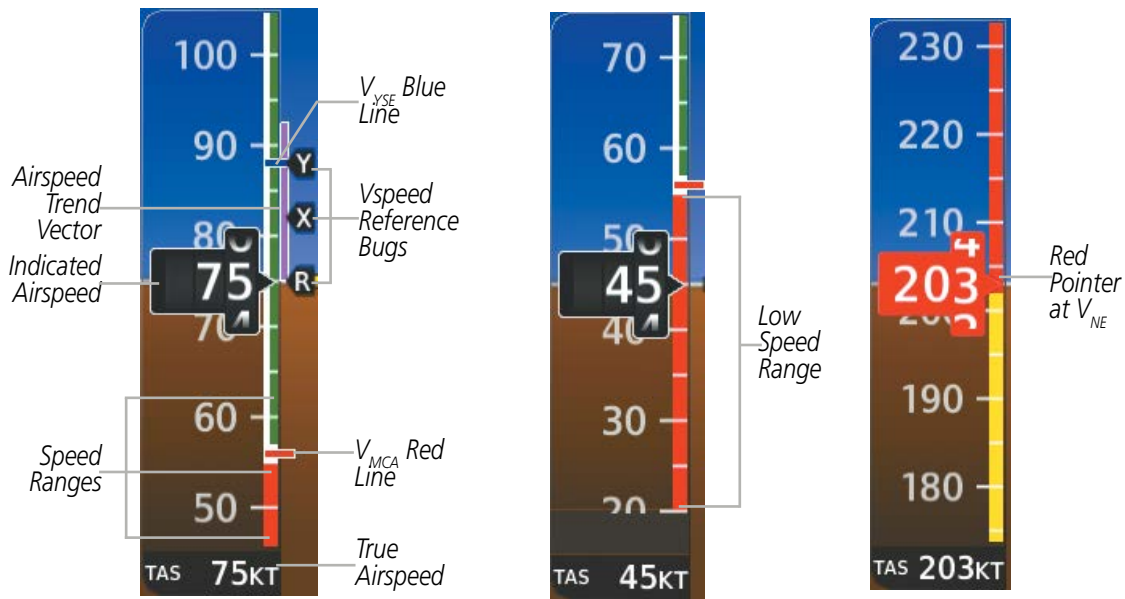 100
90
80
75
70
60
50
TAS 75KT
Y
X
R
V YSE Blue
Line
Airspeed
Trend
Vector
Vspeed
Reference
Bugs
Indicated
Airspeed
Speed
Ranges
V MCA Red
Line
True
Airspeed
70
60
50
45
40
30
20
TAS 45KT
Low
Speed
Range
230
220
210
4
203
200
190
180
TAS 203KT
Red
Pointer
at V NE